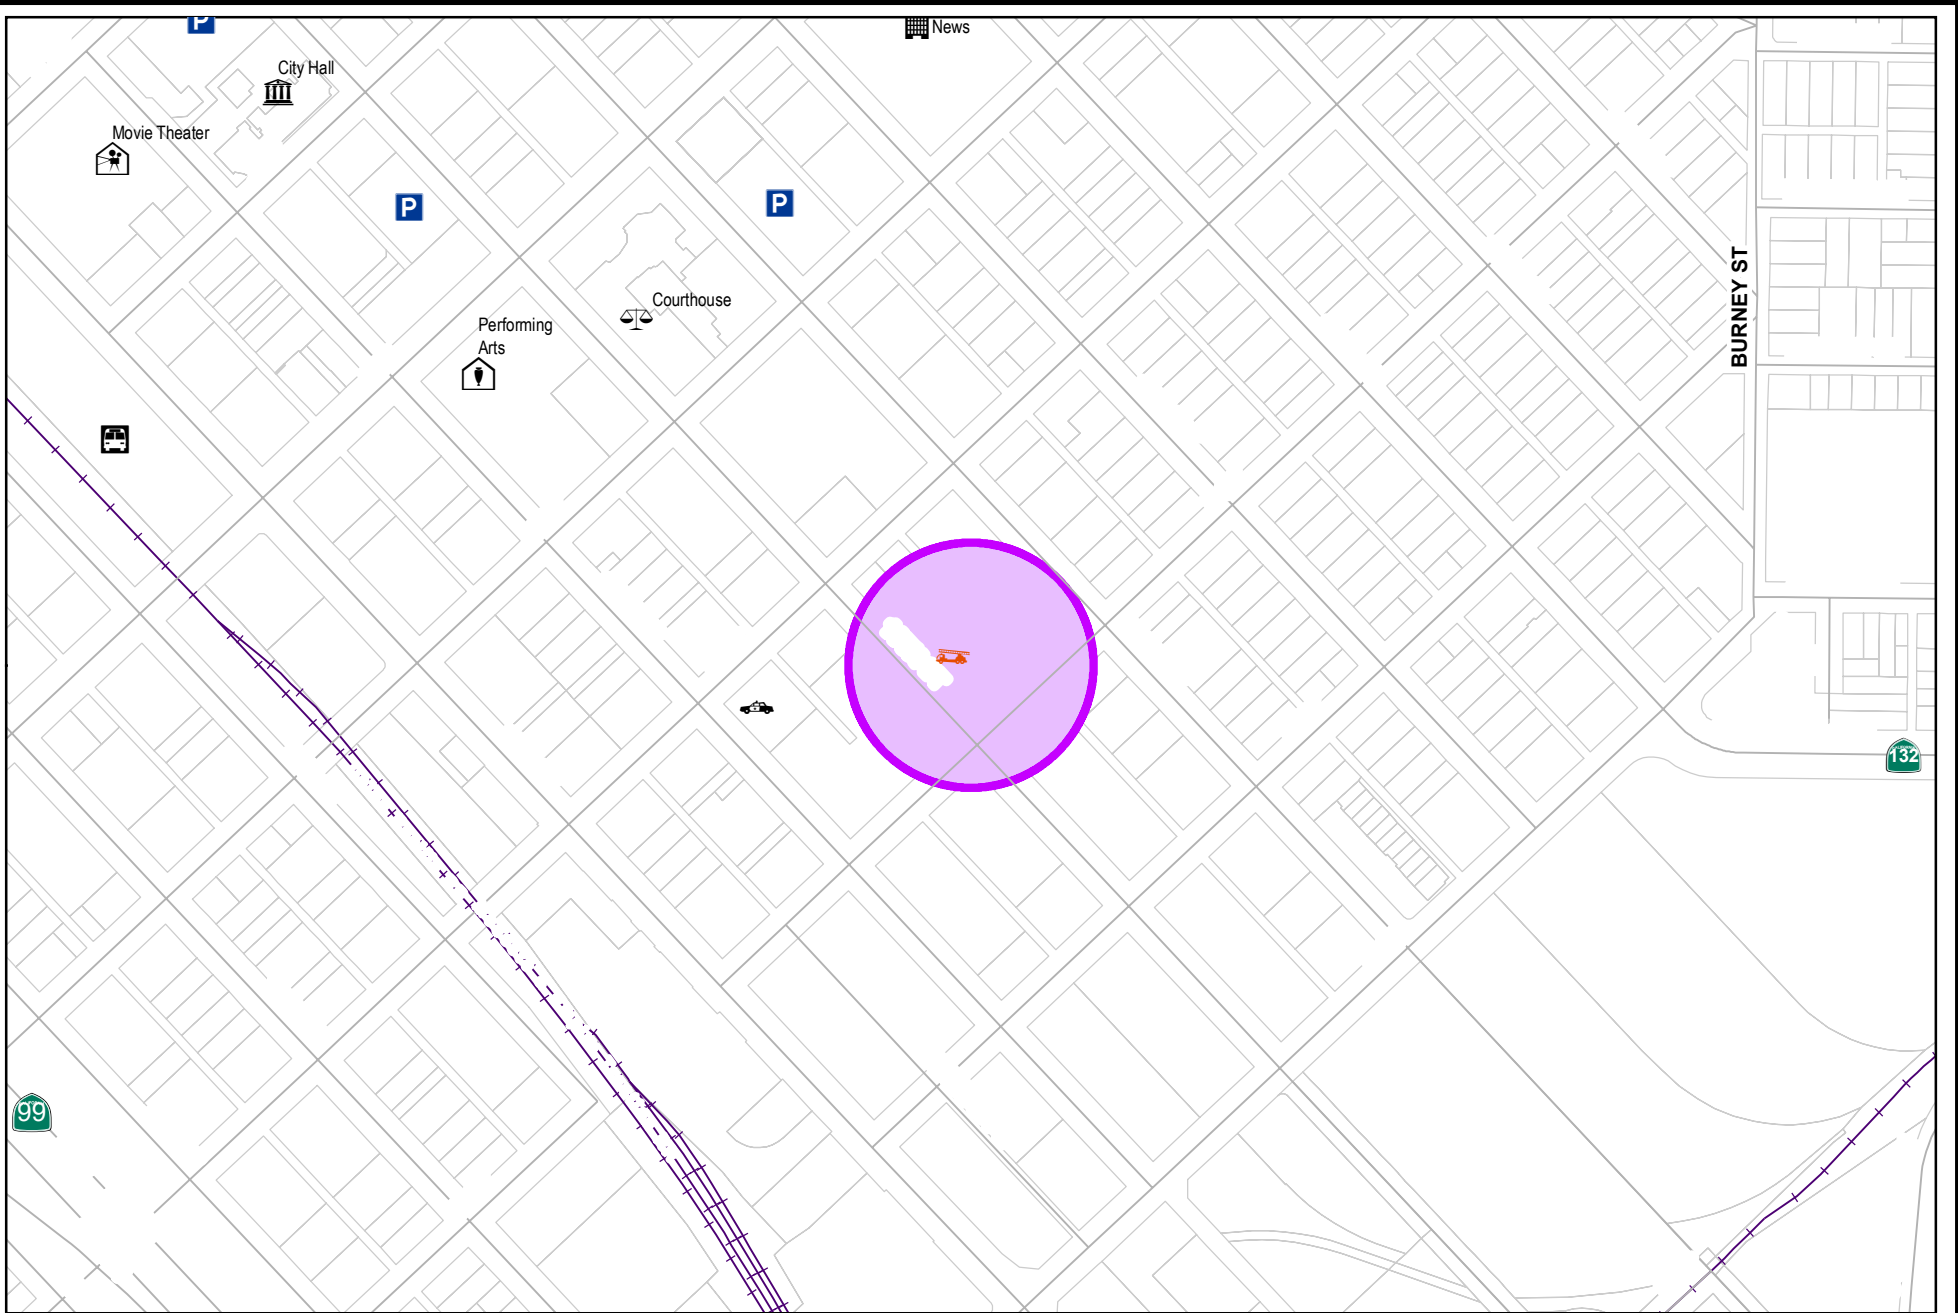 P
News
City Hall
Movie Theater
P
P
BURNEY ST
Courthouse
Performing
Arts
132
99